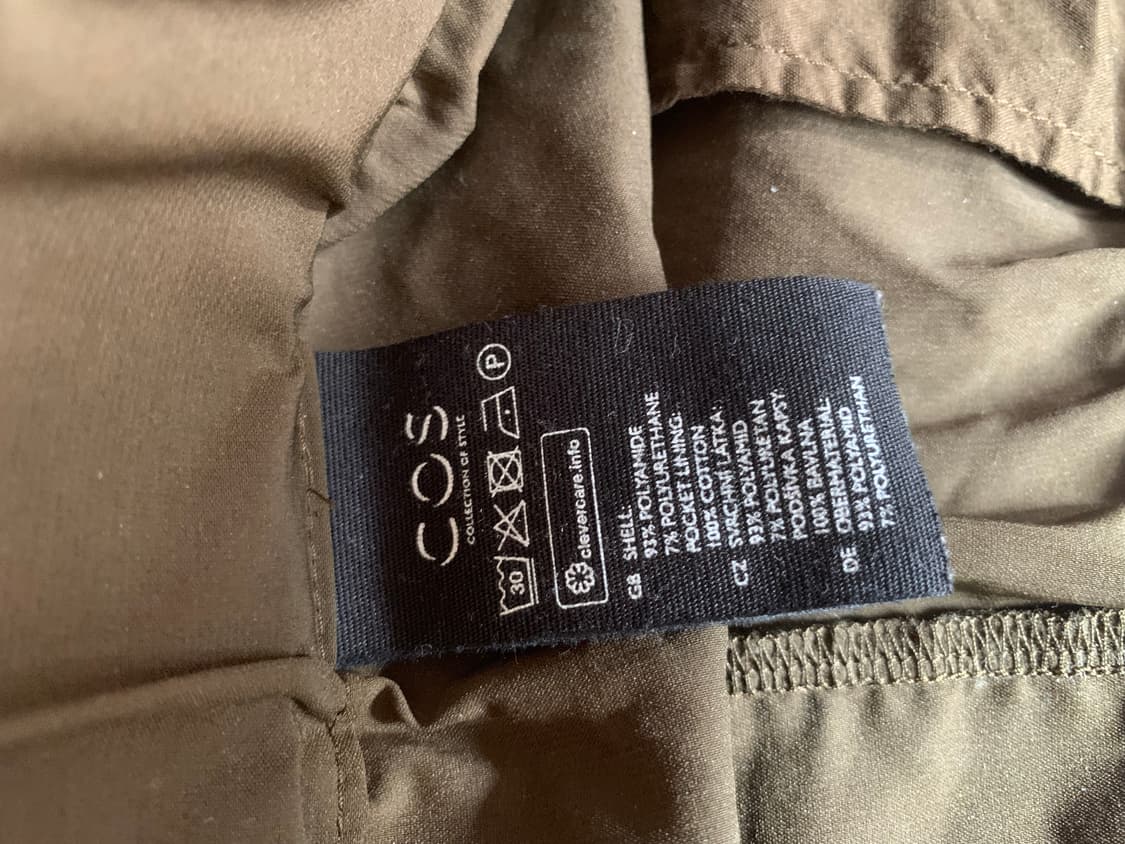 COS
COLLECTION OF STYLE
30 P
clevercare.info
GB SHELL:
93% POLYAMIDE
7% POLYURETHANE
POCKET LINING:
100% COTTON
CZ SVRCHNÍ LÁTKA:
93% POLYAMID
7% POLYURETAN
PODŠÍVKA KAPSY:
100% BAVLNA
DE OBERMATERIAL:
93% POLYAMID
7% POLYURETHAN